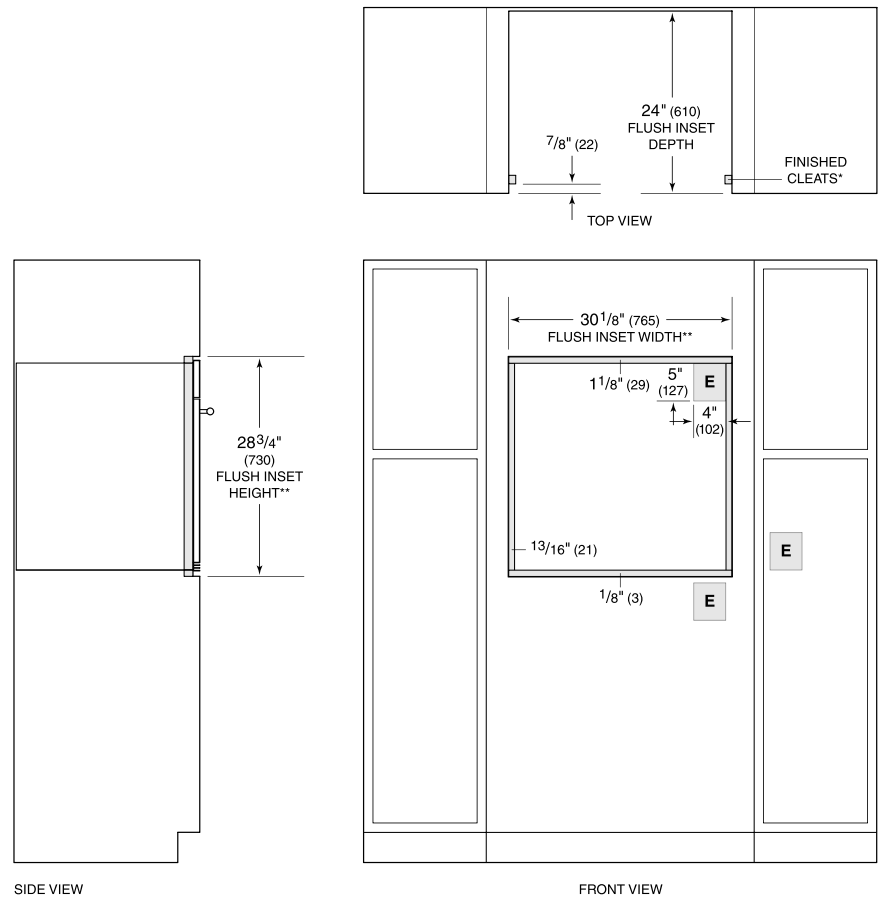 24" (610)
FLUSH INSET
DEPTH
7/8" (22)
FINISHED
CLEATS*
TOP VIEW
30 1/8" (765)
FLUSH INSET WIDTH**
1 1/8" (29)
5"
(127)
E
4"
(102)
28 3/4"
(730)
FLUSH INSET
HEIGHT**
13/16" (21)
E
1/8" (3)
E
SIDE VIEW
FRONT VIEW